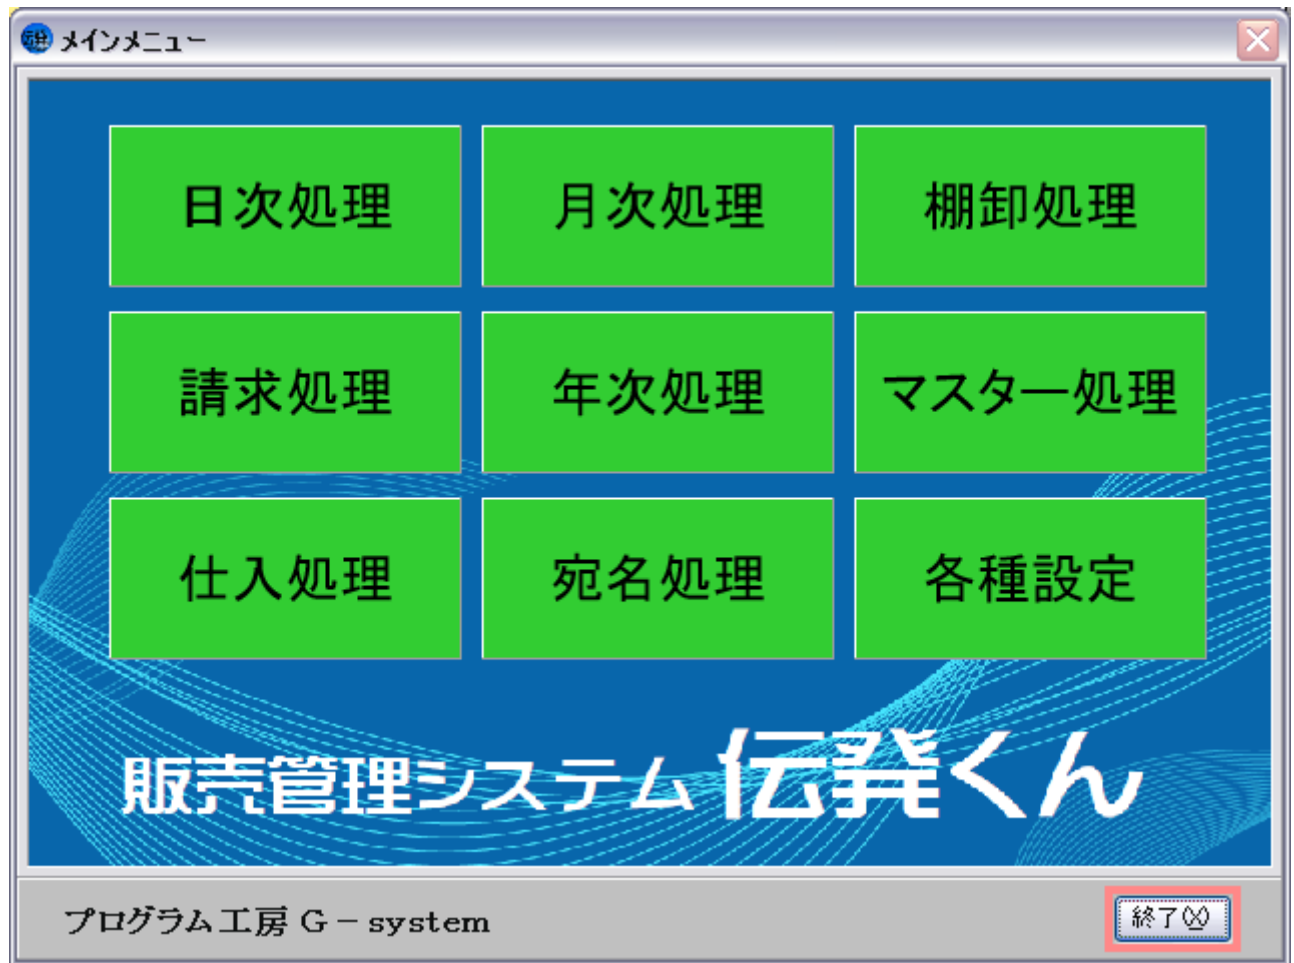 メインメニュー
日次処理 月次処理 棚卸処理
請求処理 年次処理 マスター処理
仕入処理 宛名処理 各種設定
販売管理システム 伝発くん
プログラム工房 G－system
終了(X)